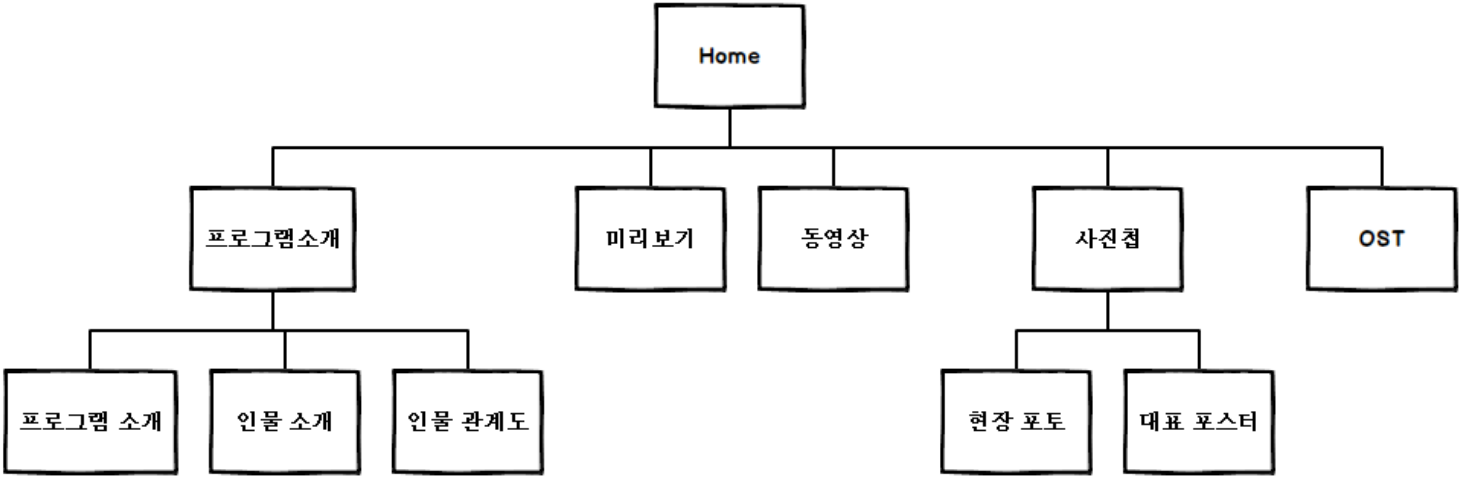 Home
프로그램소개
미리보기
동영상
사진첩
OST
프로그램 소개
인물 소개
인물 관계도
현장 포토
대표 포스터